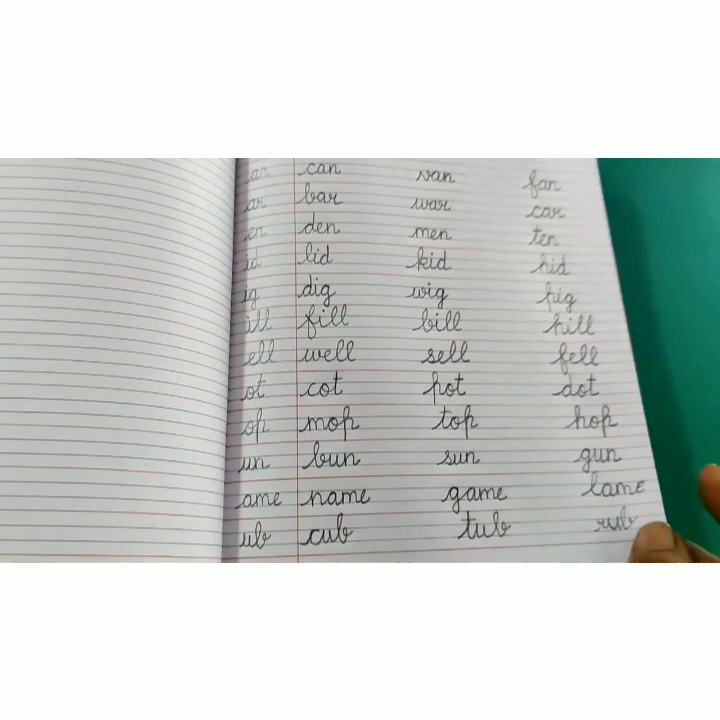 an can van fan
ar bar war car
en den men ten
id lid kid hid
ig dig wig pig
ill fill bill hill
ell well sell fell
ot cot pot dot
op mop top hop
un bun sun gun
ame name game lame
ub cub tub rub